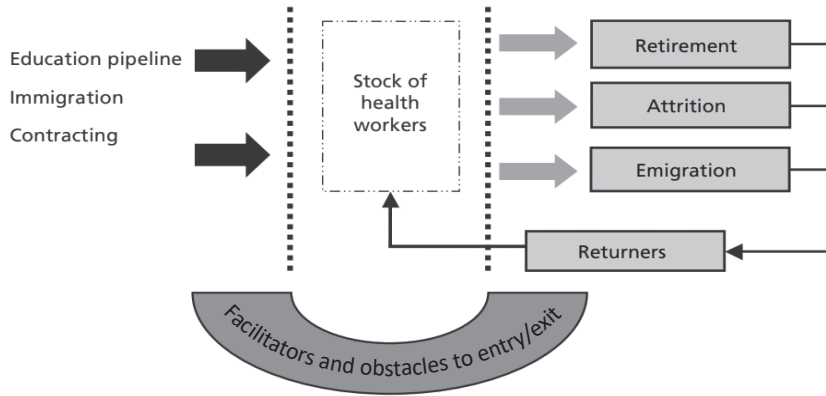 Education pipeline
Immigration
Contracting
Stock of
health
workers
Retirement
Attrition
Emigration
Returners
Facilitators and obstacles to entry/exit